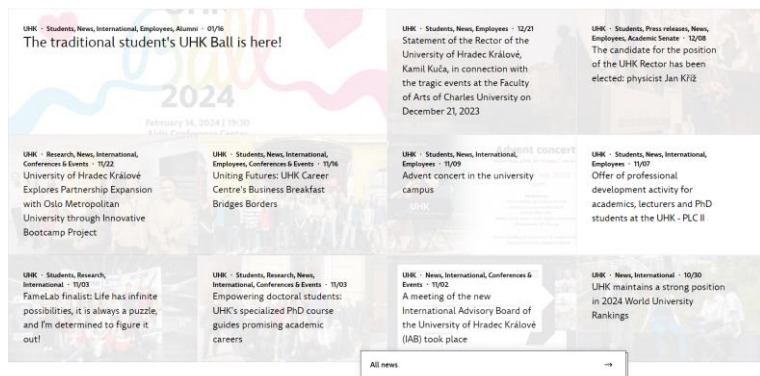 UHK · Students, News, International, Employees, Alumni · 01/16
The traditional student's UHK Ball is here!
2024
February 14, 2024 | 19:30
UHK · Students, News, Employees · 12/21
Statement of the Rector of the
University of Hradec Králové,
Kamil Kuča, in connection with
the tragic events at the Faculty
of Arts of Charles University on
December 21, 2023
UHK · Students, Press releases, News,
Employees, Academic Senate · 12/08
The candidate for the position
of the UHK Rector has been
elected: physicist Jan Kříž
UHK · Research, News, International,
Conferences & Events · 11/22
University of Hradec Králové
Explores Partnership Expansion
with Oslo Metropolitan
University through Innovative
Bootcamp Project
UHK · Students, News, International,
Employees, Conferences & Events · 11/16
Uniting Futures: UHK Career
Centre's Business Breakfast
Bridges Borders
Advent concert
UHK · Students, News, International,
Employees · 11/09
Advent concert in the university
campus
UHK · Students, News, International,
Employees · 11/07
Offer of professional
development activity for
academics, lecturers and PhD
students at the UHK - PLC II
UHK · Students, Research,
International · 11/03
FameLab finalist: Life has infinite
possibilities, it is always a puzzle,
and I'm determined to figure it
out!
UHK · Students, Research, News,
International, Conferences & Events · 11/03
Empowering doctoral students:
UHK's specialized PhD course
guides promising academic
careers
UHK · News, International, Conferences &
Events · 11/02
A meeting of the new
International Advisory Board of
the University of Hradec Králové
(IAB) took place
UHK · News, International · 10/30
UHK maintains a strong position
in 2024 World University
Rankings
All news →